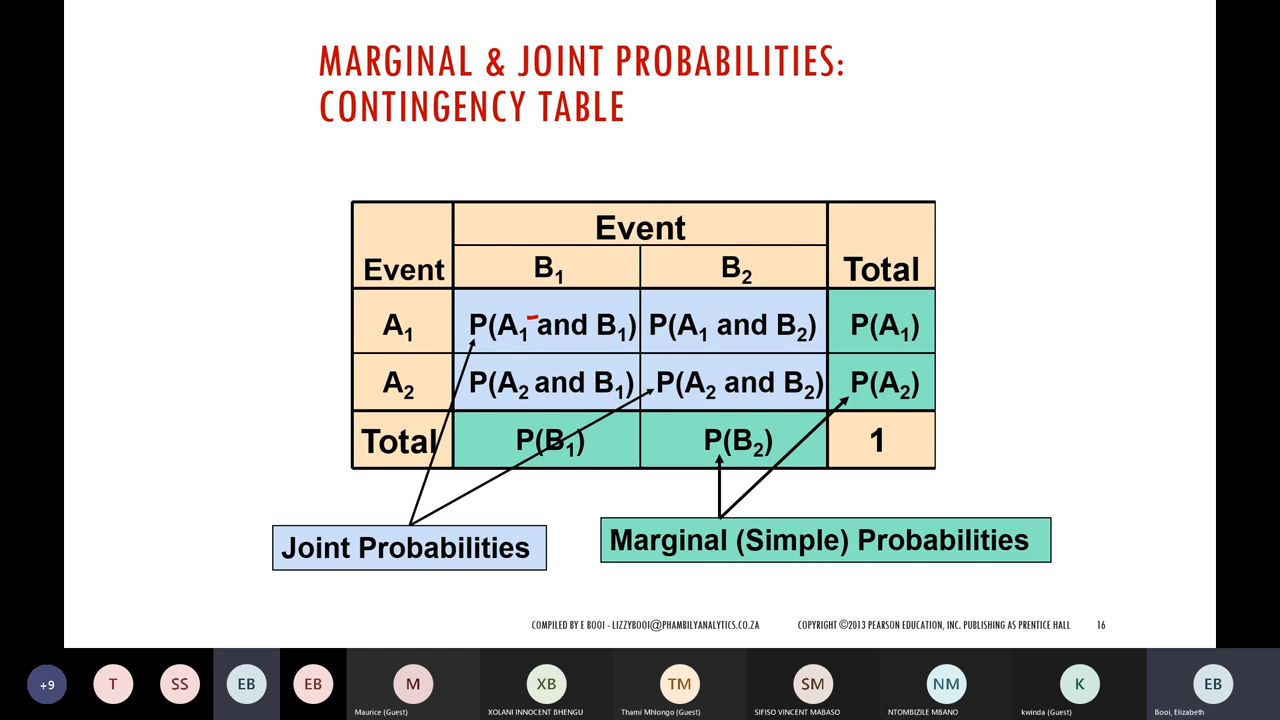 MARGINAL & JOINT PROBABILITIES:
CONTINGENCY TABLE
Event
Event B₁ B₂ Total
A₁ P(A₁ and B₁) P(A₁ and B₂) P(A₁)
A₂ P(A₂ and B₁) P(A₂ and B₂) P(A₂)
Total P(B₁) P(B₂) 1
Joint Probabilities
Marginal (Simple) Probabilities
COMPILED BY E BOOI - LIZZYBOOI@PHAMBILYANALYTICS.CO.ZA COPYRIGHT ©2013 PEARSON EDUCATION, INC. PUBLISHING AS PRENTICE HALL 16
+9 T SS EB EB M XB TM SM NM K EB
Maurice (Guest) XOLANI INNOCENT BHENGU Thami Mhlongo (Guest) SIFISO VINCENT MABASO NTOMBIZILE MBANO kwinda (Guest) Booi, Elizabeth